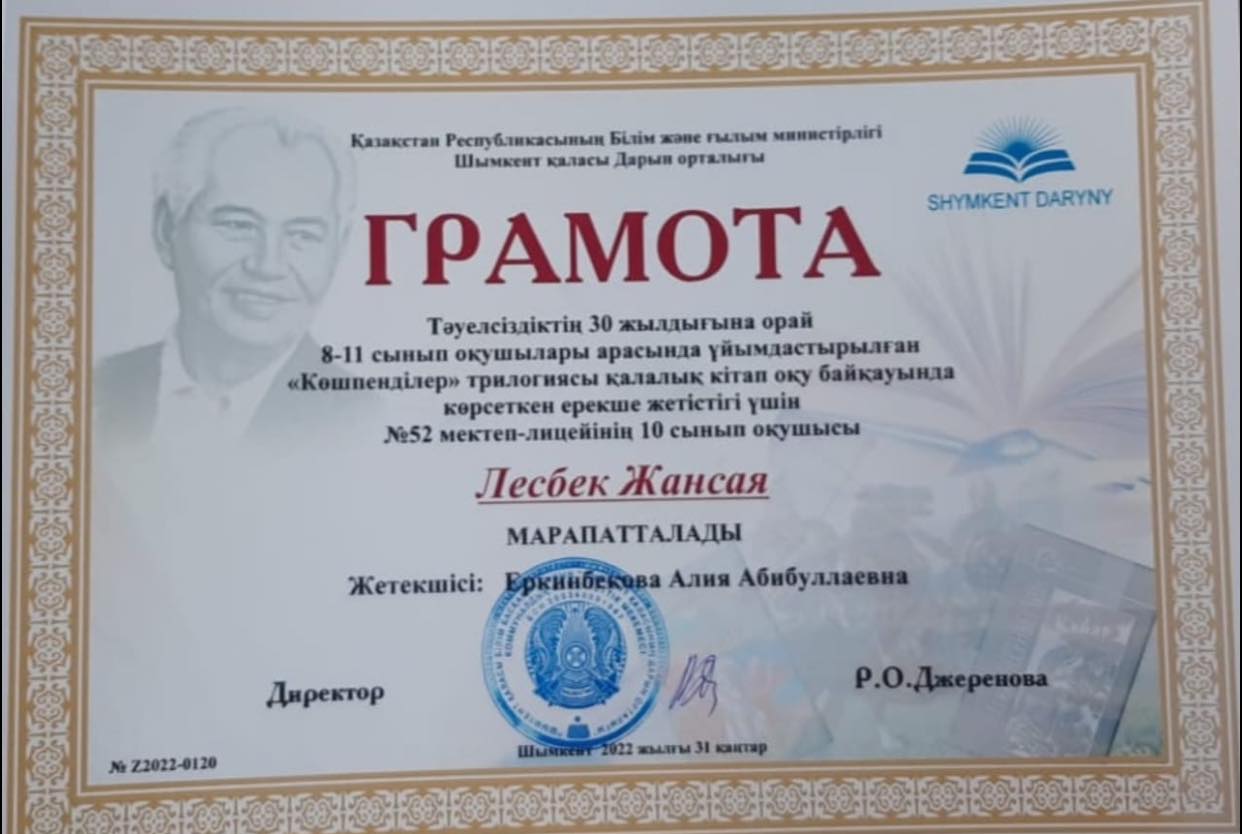 Қазақстан Республикасының Білім және ғылым министірлігі
Шымкент қаласы Дарын орталығы
SHYMKENT DARYNY
ГРАМОТА
Тәуелсіздіктің 30 жылдығына орай
8-11 сынып оқушылары арасында ұйымдастырылған
«Көшпенділер» трилогиясы қалалық кітап оқу байқауында
көрсеткен ерекше жетістігі үшін
№52 мектеп-лицейінің 10 сынып оқушысы
Лесбек Жансая
МАРАПАТТАЛАДЫ
Жетекшісі: Еркинбекова Алия Абибуллаевна
Директор
Р.О.Джеренова
Шымкент 2022 жылғы 31 қаңтар
№ Z2022-0120